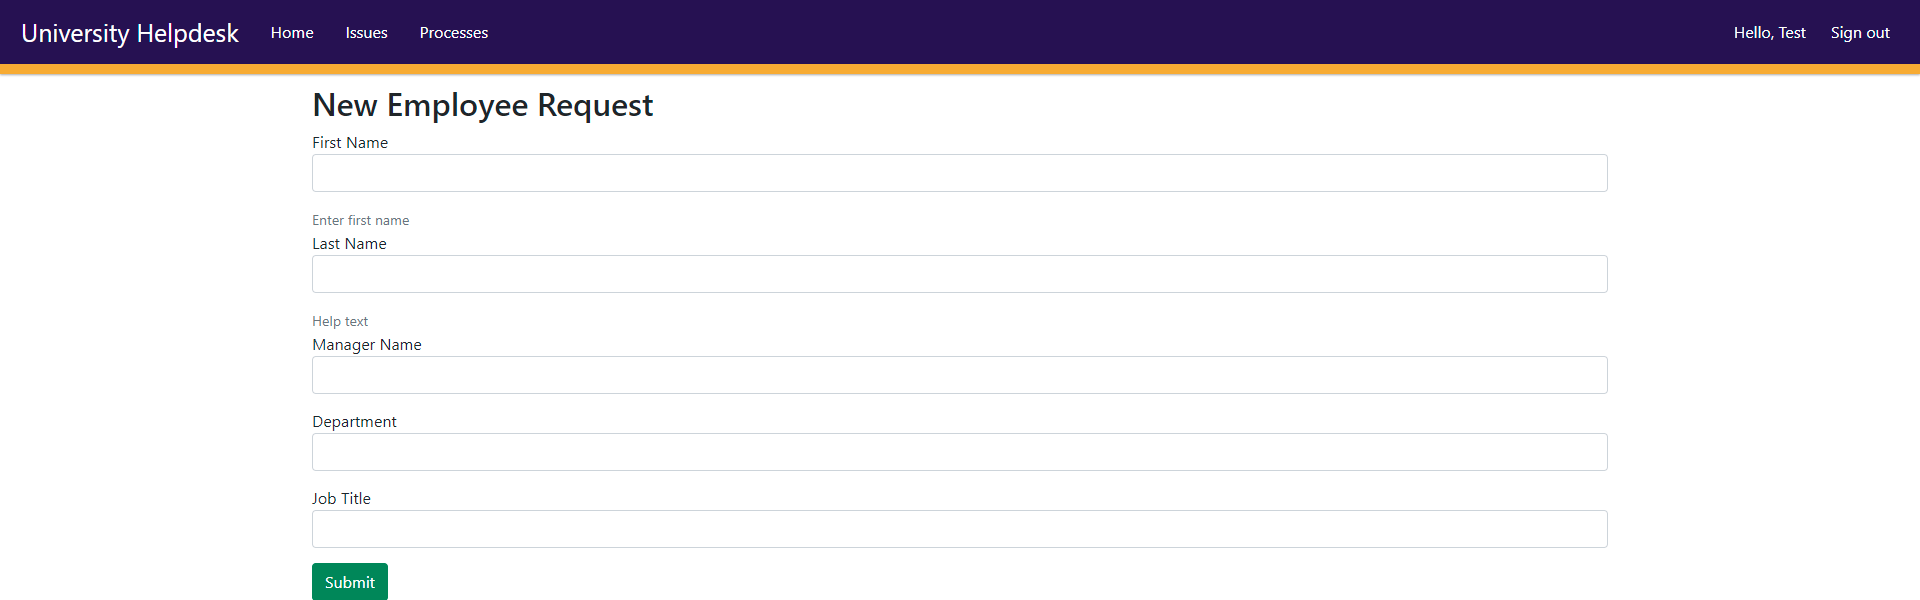 University Helpdesk Home Issues Processes Hello, Test Sign out
New Employee Request
First Name
Enter first name
Last Name
Help text
Manager Name
Department
Job Title
Submit